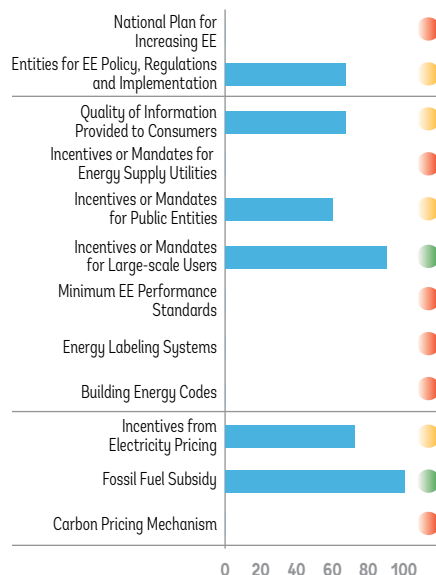 National Plan for
Increasing EE
Entities for EE Policy, Regulations
and Implementation
Quality of Information
Provided to Consumers
Incentives or Mandates for
Energy Supply Utilities
Incentives or Mandates
for Public Entities
Incentives or Mandates
for Large-scale Users
Minimum EE Performance
Standards
Energy Labeling Systems
Building Energy Codes
Incentives from
Electricity Pricing
Fossil Fuel Subsidy
Carbon Pricing Mechanism
0 20 40 60 80 100